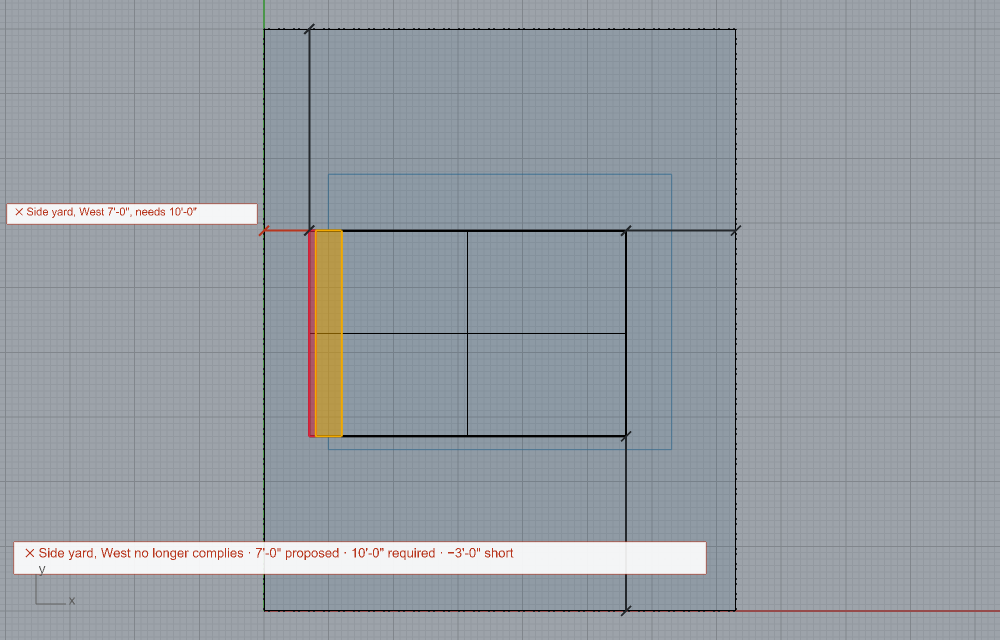 ✕ Side yard, West 7'-0", needs 10'-0"
✕ Side yard, West no longer complies · 7'-0" proposed · 10'-0" required · −3'-0" short
y
x